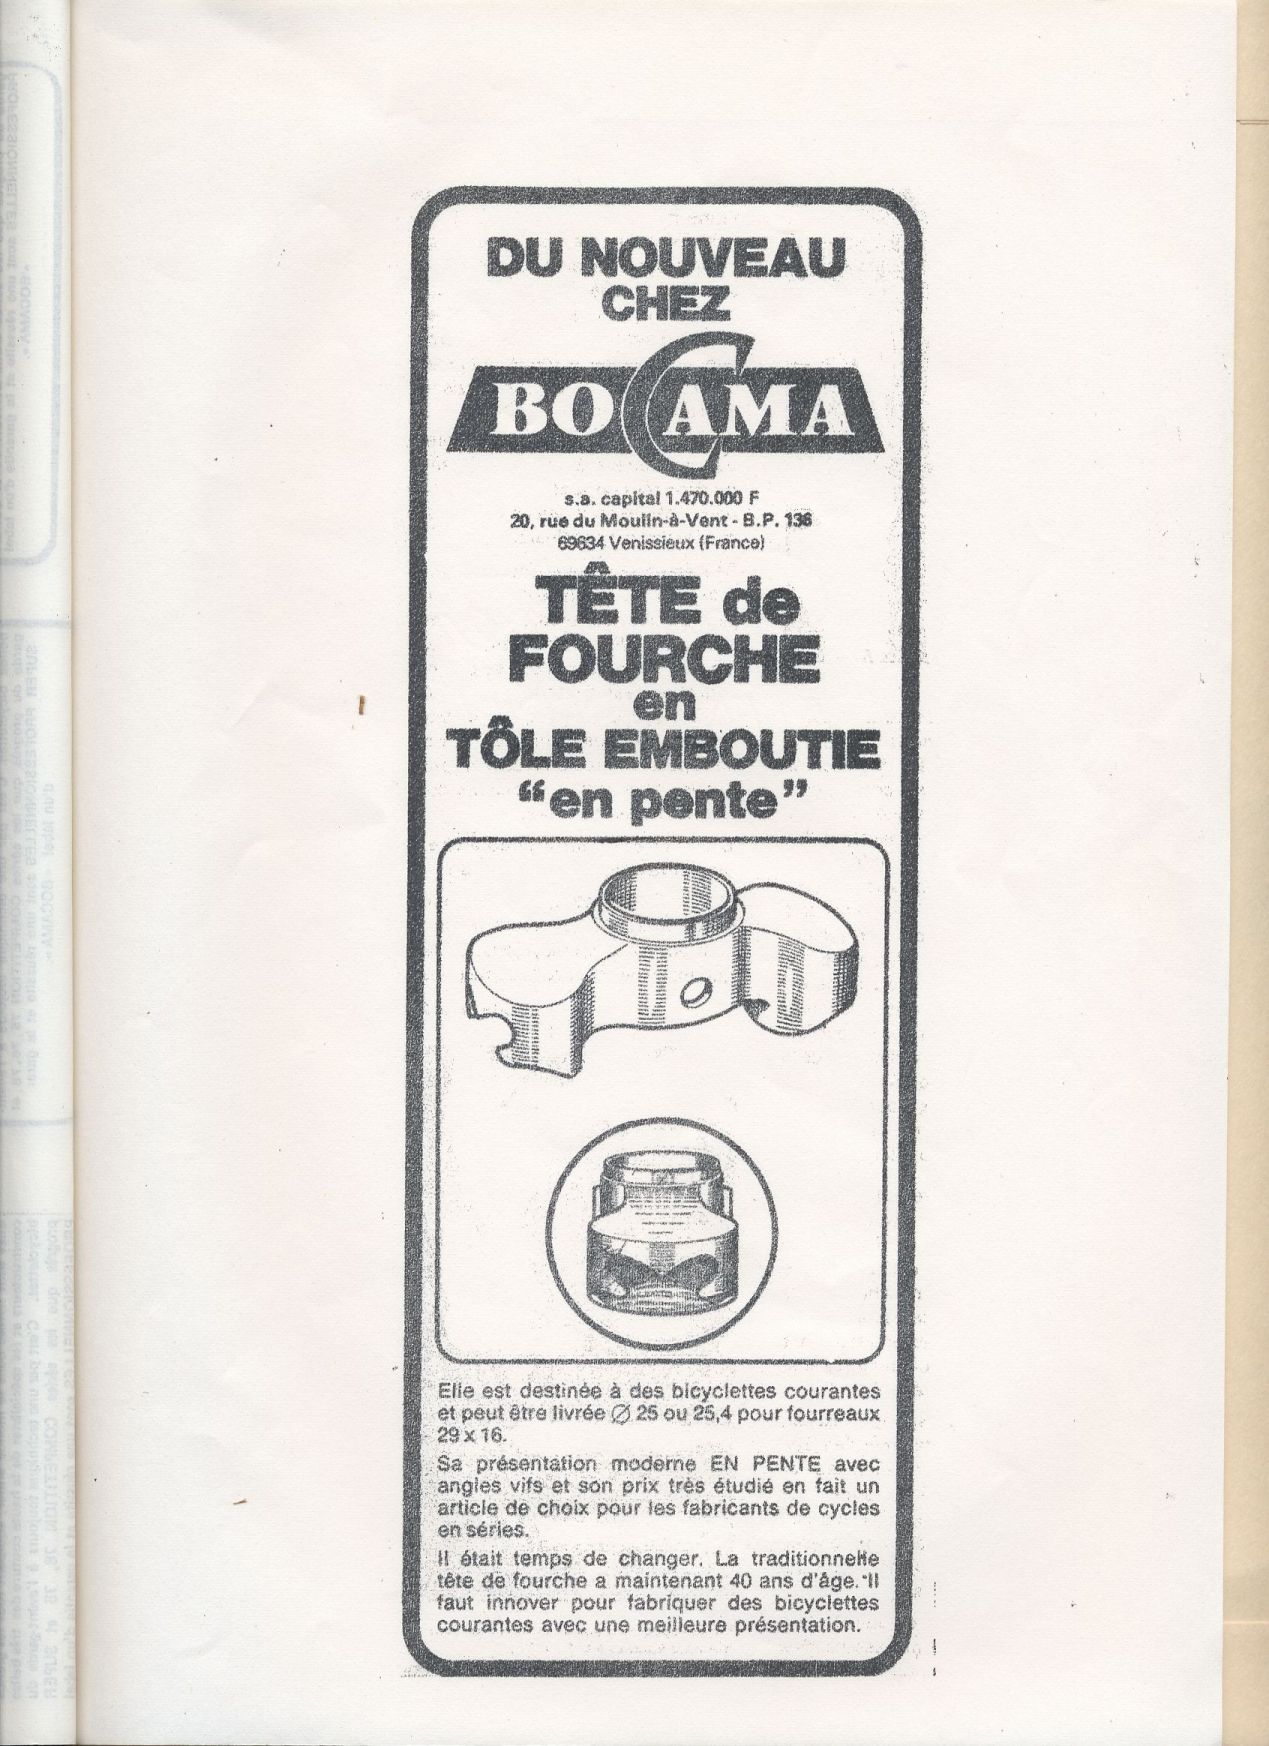 DU NOUVEAU
CHEZ
BOCAMA
s.a. capital 1.470.000 F
20, rue du Moulin-à-Vent - B.P. 136
69634 Venissieux (France)
TÊTE de
FOURCHE
en
TÔLE EMBOUTIE
“en pente”
Elle est destinée à des bicyclettes courantes
et peut être livrée ∅ 25 ou 25,4 pour fourreaux
29 x 16.
Sa présentation moderne EN PENTE avec
angles vifs et son prix très étudié en fait un
article de choix pour les fabricants de cycles
en séries.
Il était temps de changer. La traditionnelle
tête de fourche a maintenant 40 ans d'âge. Il
faut innover pour fabriquer des bicyclettes
courantes avec une meilleure présentation.